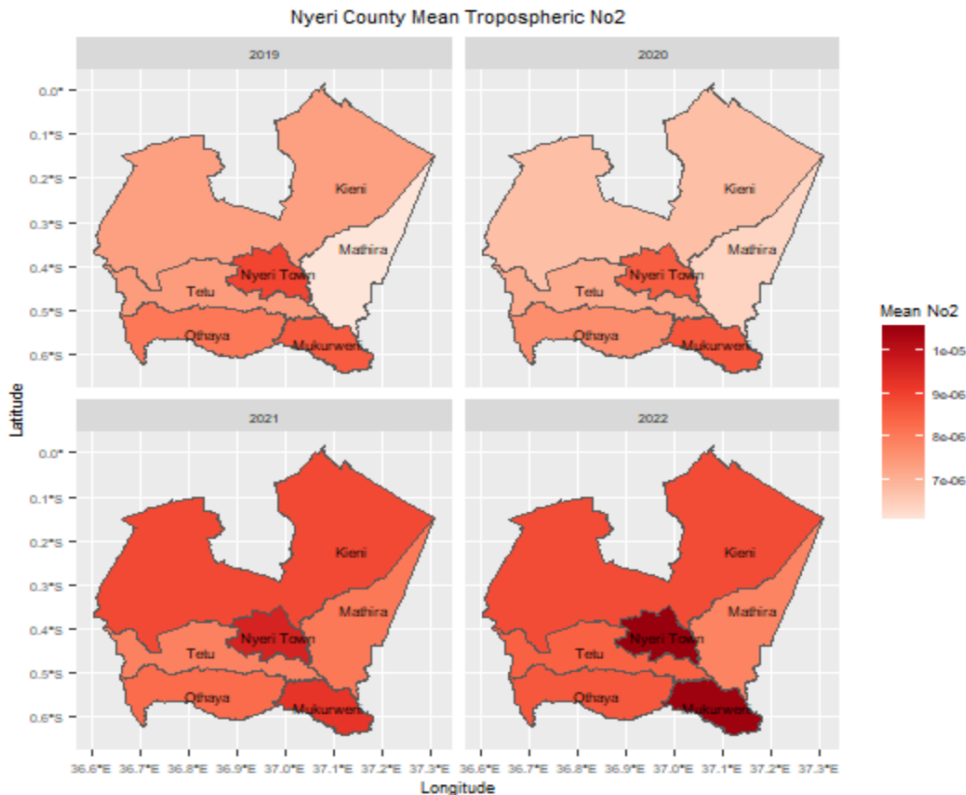 Nyeri County Mean Tropospheric No2
2019
2020
0.0°
0.1°S
0.2°S
0.3°S
0.4°S
0.5°S
0.6°S
Kieni
Mathira
Nyeri Town
Tetu
Othaya
Mukurweni
Kieni
Mathira
Nyeri Town
Tetu
Othaya
Mukurweni
Mean No2
1e-05
9e-06
8e-06
7e-06
Latitude
2021
2022
0.0°
0.1°S
0.2°S
0.3°S
0.4°S
0.5°S
0.6°S
Kieni
Mathira
Nyeri Town
Tetu
Othaya
Mukurweni
Kieni
Mathira
Nyeri Town
Tetu
Othaya
Mukurweni
36.6°E 36.7°E 36.8°E 36.9°E 37.0°E 37.1°E 37.2°E 37.3°E
36.6°E 36.7°E 36.8°E 36.9°E 37.0°E 37.1°E 37.2°E 37.3°E
Longitude